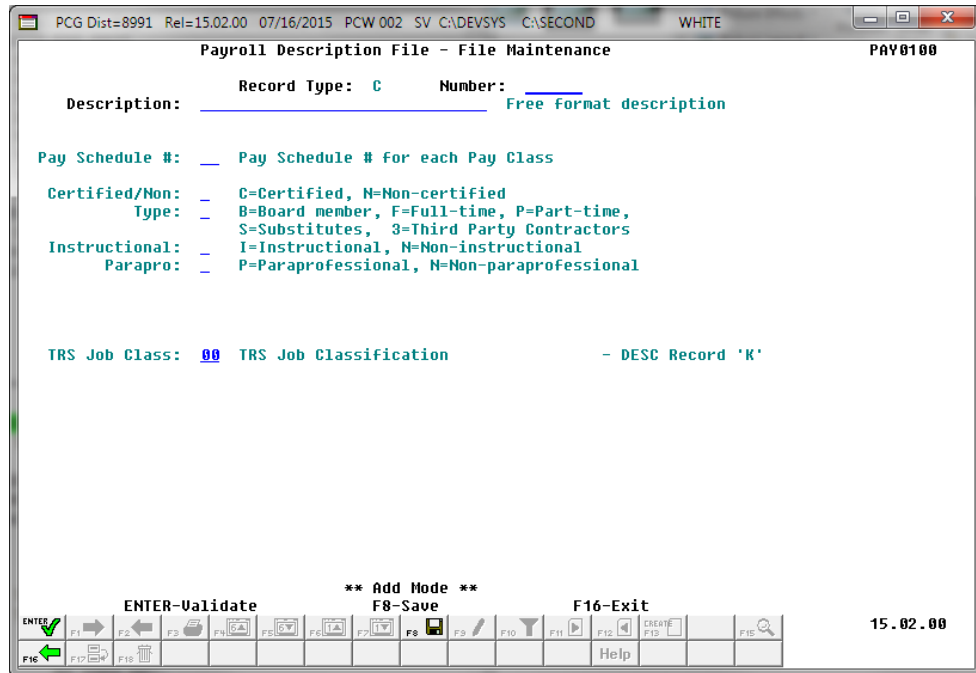 PCG Dist=8991 Rel=15.02.00 07/16/2015 PCW 002 SV C:\DEVSYS C:\SECOND WHITE
Payroll Description File - File Maintenance PAY0100
Record Type: C Number:
Description: Free format description
Pay Schedule #: Pay Schedule # for each Pay Class
Certified/Non: _ C=Certified, N=Non-certified
Type: _ B=Board member, F=Full-time, P=Part-time,
S=Substitutes, 3=Third Party Contractors
Instructional: _ I=Instructional, N=Non-instructional
Parapro: _ P=Paraprofessional, N=Non-paraprofessional
TRS Job Class: 00 TRS Job Classification - DESC Record 'K'
** Add Mode **
ENTER-Validate F8-Save F16-Exit
ENTER F1 F2 F3 F4 F5 F6 F7 F8 F9 F10 F11 F12 CREATE F13 F15 15.02.00
F16 F17 F18 Help